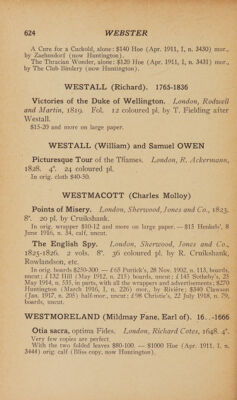 624 WEBSTER
A Cure for a Cuckold, alone: $140 Hoe (Apr. 1911, I, n. 3430) mor.,
by Zaehnsdorf (now Huntington).
The Thracian Wonder, alone: $120 Hoe (Apr. 1911, I, n. 3431) mor.,
by The Club Bindery (now Huntington).
WESTALL (Richard). 1765-1836
Victories of the Duke of Wellington. London, Rodwell
and Martin, 1819. Fol. 12 coloured pl. by T. Fielding after
Westall.
$15-20 and more on large paper.
WESTALL (William) and Samuel OWEN
Picturesque Tour of the Thames. London, R. Ackermann,
1828. 4°. 24 coloured pl.
In orig. cloth $40-50.
WESTMACOTT (Charles Molloy)
Points of Misery. London, Sherwood, Jones and Co., 1823.
8°. 20 pl. by Cruikshank.
In orig. wrapper $10-12 and more on large paper. — $15 Henkels', 8
June 1916, n. 34, calf, uncut.
The English Spy. London, Sherwood, Jones and Co.,
1825-1826. 2 vols. 8°. 36 coloured pl. by R. Cruikshank,
Rowlandson, etc.
In orig. boards $250-300. — £65 Puttick's, 28 Nov. 1902, n. 113, boards,
uncut; £132 Hill (May 1912, n. 215) boards, uncut; £145 Sotheby's, 25
May 1914, n. 535, in parts, with all the wrappers and advertisements; $270
Huntington (March 1916, I, n. 226) mor., by Rivière; $340 Clawson
(Jan. 1917, n. 205) half-mor., uncut; £98 Christie's, 22 July 1918, n. 79,
boards, uncut.
WESTMORELAND (Mildmay Fane, Earl of). 16..-1666
Otia sacra, optima Fides. London, Richard Cotes, 1648. 4°.
Very few copies are perfect.
With the two folded leaves $80-100. — $1000 Hoe (Apr. 1911, I, n.
3444) orig. calf (Bliss copy, now Huntington).